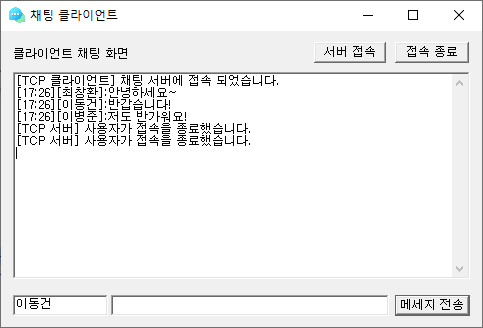 채팅 클라이언트
클라이언트 채팅 화면
서버 접속
접속 종료
[TCP 클라이언트] 채팅 서버에 접속 되었습니다.
[17:26][최창환]:안녕하세요~
[17:26][이동건]:반갑습니다!
[17:26][이병준]:저도 반가워요!
[TCP 서버] 사용자가 접속을 종료했습니다.
[TCP 서버] 사용자가 접속을 종료했습니다.
이동건
메세지 전송